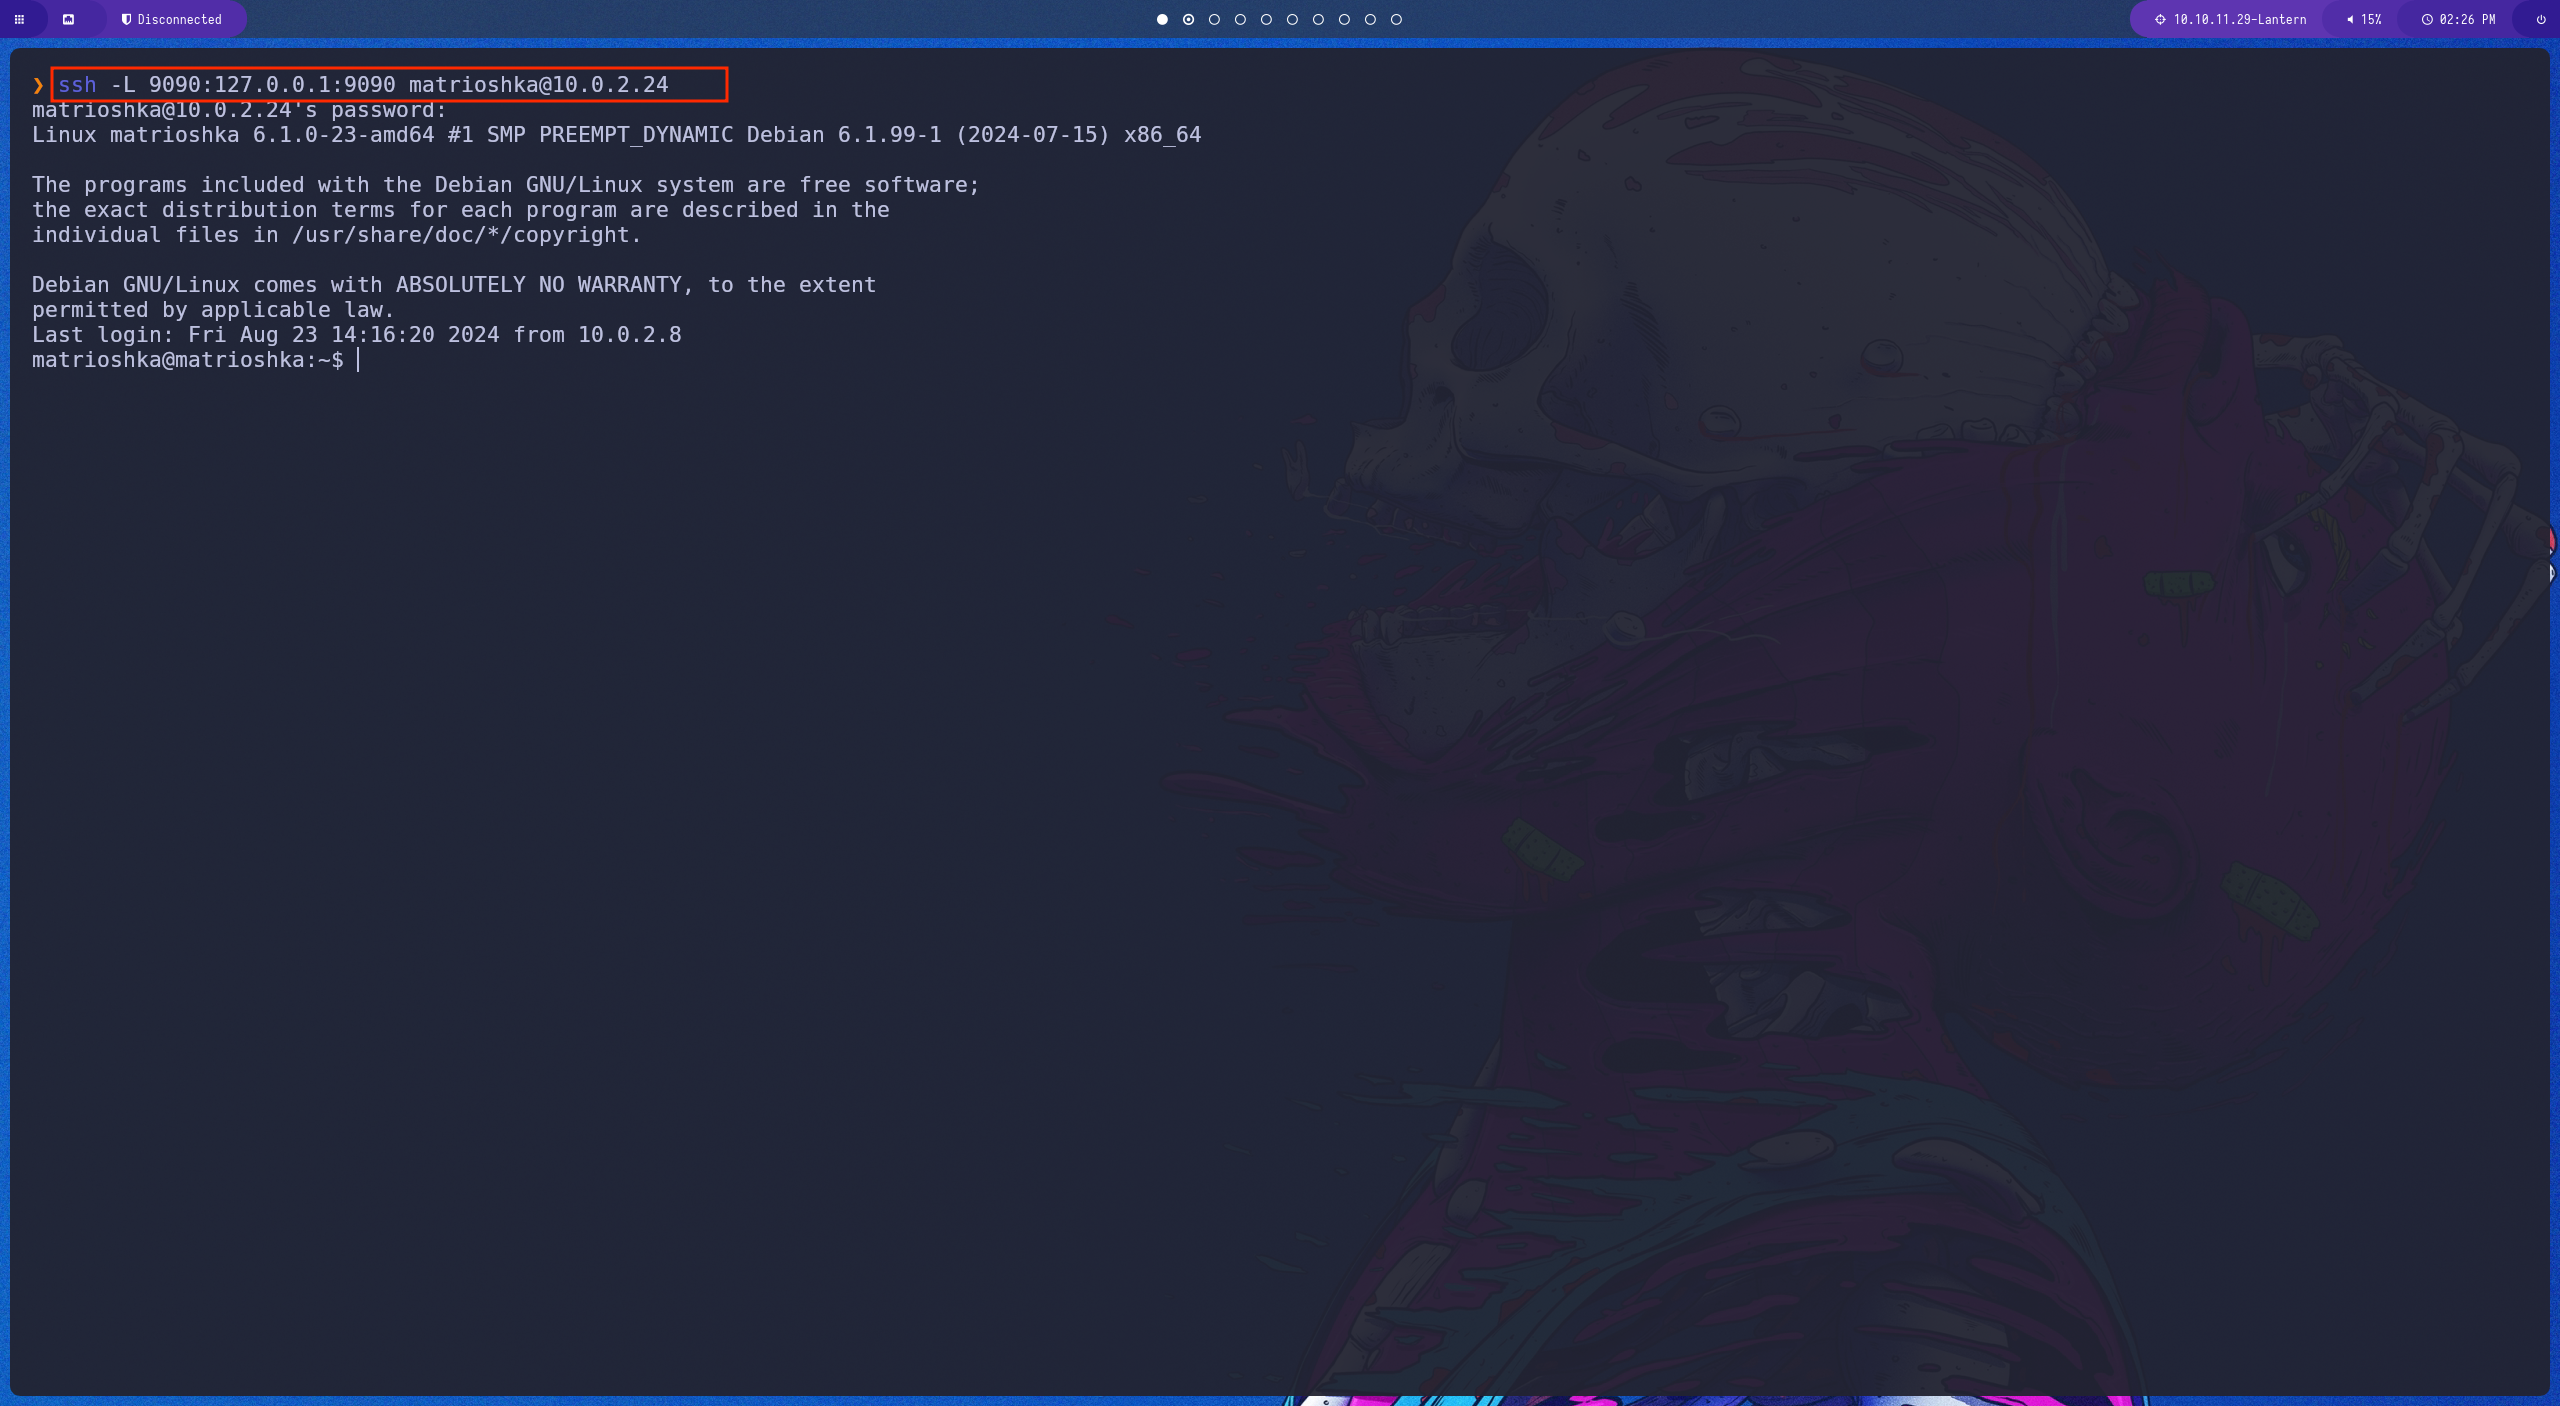 Disconnected
10.10.11.29-Lantern
15%
02:26 PM
❯ ssh -L 9090:127.0.0.1:9090 matrioshka@10.0.2.24
matrioshka@10.0.2.24's password:
Linux matrioshka 6.1.0-23-amd64 #1 SMP PREEMPT_DYNAMIC Debian 6.1.99-1 (2024-07-15) x86_64
The programs included with the Debian GNU/Linux system are free software;
the exact distribution terms for each program are described in the
individual files in /usr/share/doc/*/copyright.
Debian GNU/Linux comes with ABSOLUTELY NO WARRANTY, to the extent
permitted by applicable law.
Last login: Fri Aug 23 14:16:20 2024 from 10.0.2.8
matrioshka@matrioshka:~$